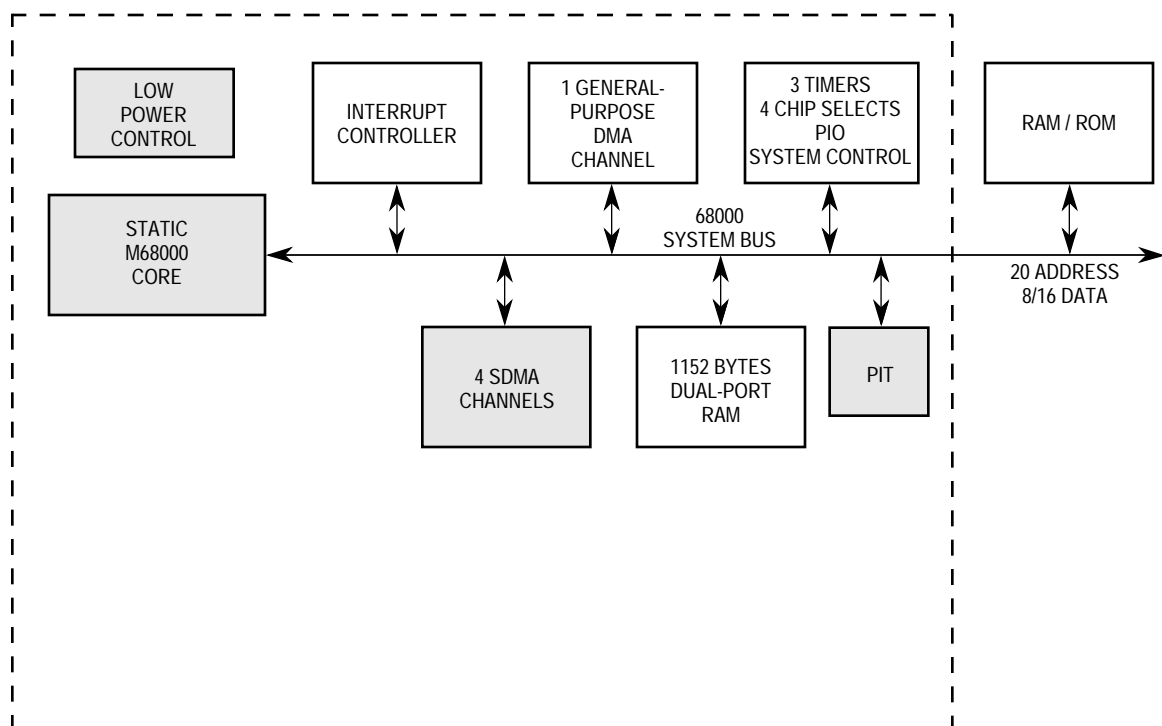 LOW
POWER
CONTROL
INTERRUPT
CONTROLLER
1 GENERAL-
PURPOSE
DMA
CHANNEL
3 TIMERS
4 CHIP SELECTS
PIO
SYSTEM CONTROL
RAM / ROM
STATIC
M68000
CORE
68000
SYSTEM BUS
20 ADDRESS
8/16 DATA
4 SDMA
CHANNELS
1152 BYTES
DUAL-PORT
RAM
PIT